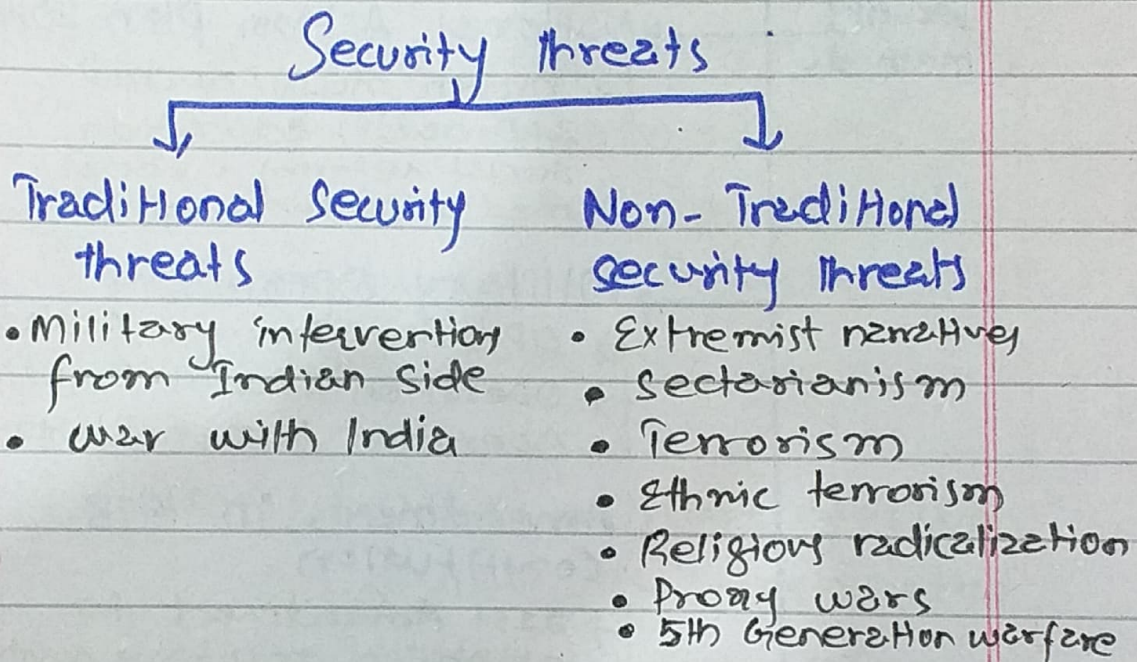 Security threats
Traditional Security
threats
• Military intervention
from Indian side
• war with India
Non-Traditional
security threats
• Extremist narratives
• Sectarianism
• Terrorism
• Ethnic terrorism
• Religious radicalization
• Proxy wars
• 5th Generation warfare